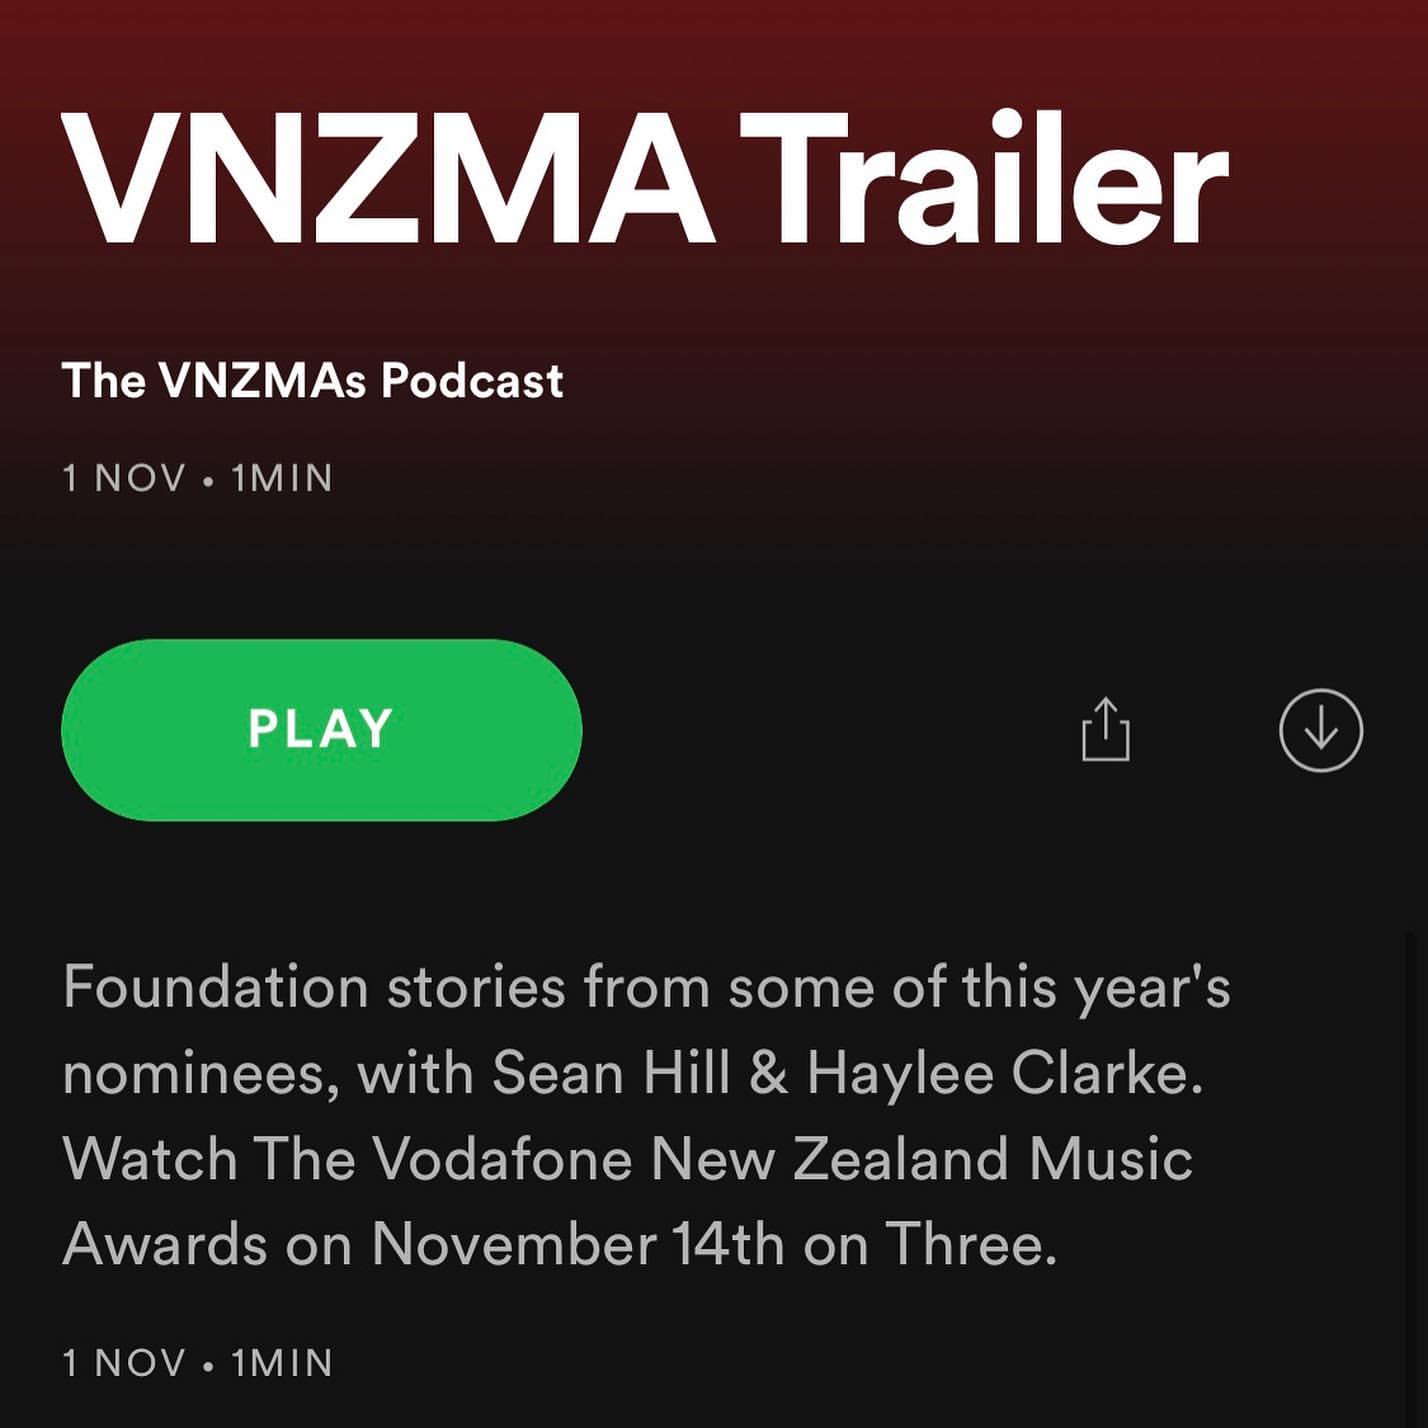 VNZMA Trailer
The VNZMAs Podcast
1 NOV • 1MIN
PLAY
Foundation stories from some of this year's
nominees, with Sean Hill & Haylee Clarke.
Watch The Vodafone New Zealand Music
Awards on November 14th on Three.
1 NOV • 1MIN